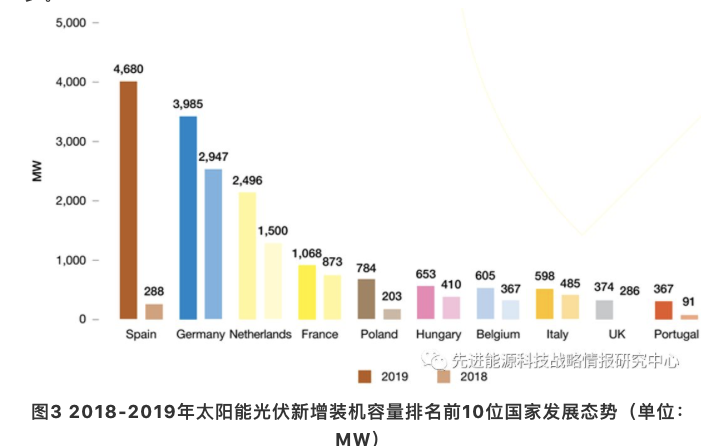 5,000
4,680
4,000
3,985
3,000
2,947
MW
2,496
2,000
1,500
1,068
873
1,000
784
653
605
598
485
410
367
374
286
367
288
203
91
0
Spain
Germany
Netherlands
France
Poland
Hungary
Belgium
Italy
UK
Portugal
先进能源科技战略情报研究中心
2019
2018
图3 2018-2019年太阳能光伏新增装机容量排名前10位国家发展态势（单位：
MW）